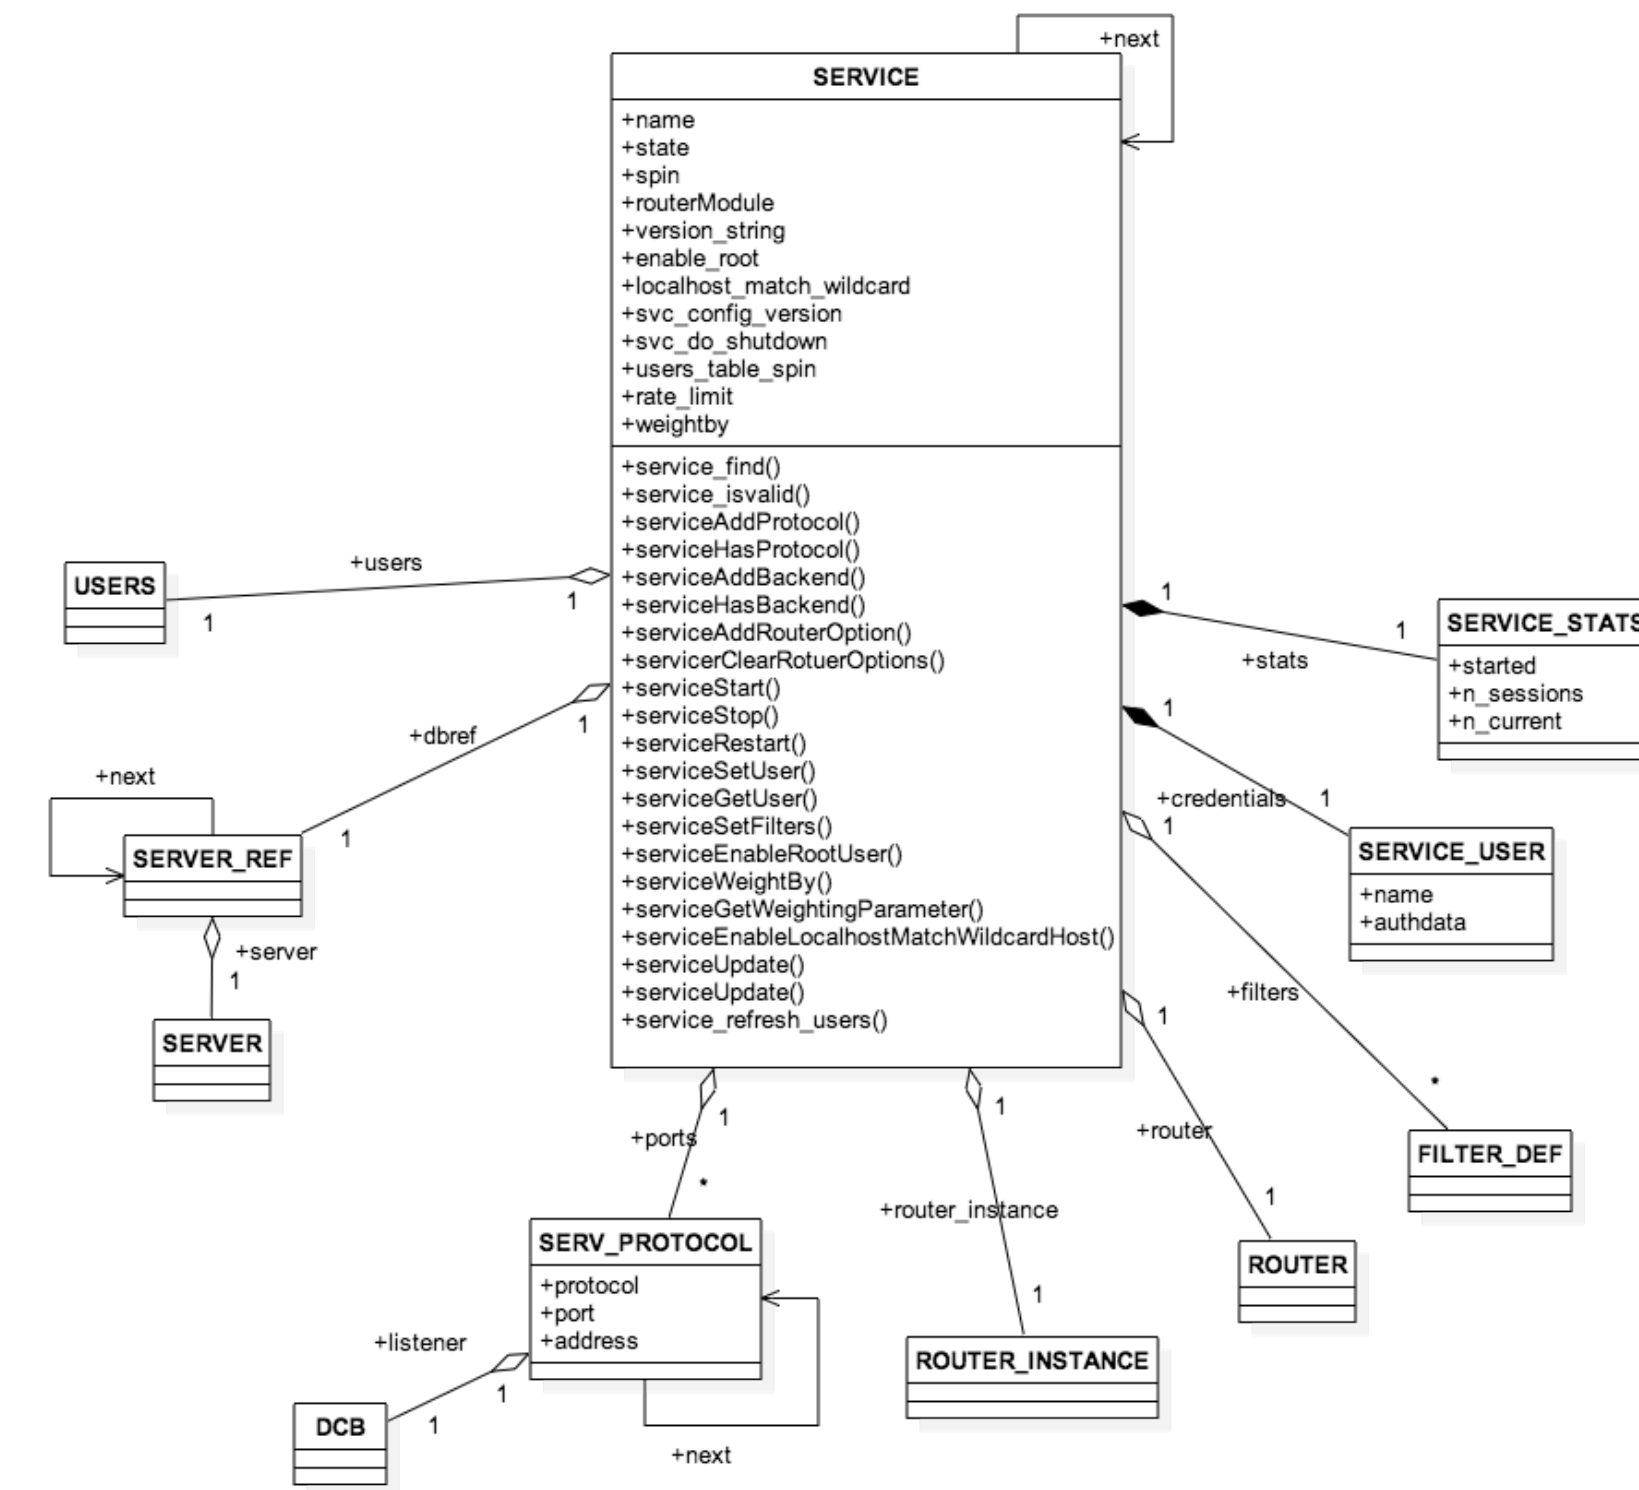 +next
SERVICE
+name
+state
+spin
+routerModule
+version_string
+enable_root
+localhost_match_wildcard
+svc_config_version
+svc_do_shutdown
+users_table_spin
+rate_limit
+weightby
+service_find()
+service_isvalid()
+serviceAddProtocol()
+serviceHasProtocol()
+serviceAddBackend()
+serviceHasBackend()
+serviceAddRouterOption()
+servicerClearRotuerOptions()
+serviceStart()
+serviceStop()
+serviceRestart()
+serviceSetUser()
+serviceGetUser()
+serviceSetFilters()
+serviceEnableRootUser()
+serviceWeightBy()
+serviceGetWeightingParameter()
+serviceEnableLocalhostMatchWildcardHost()
+serviceUpdate()
+serviceUpdate()
+service_refresh_users()
+users
1
1
USERS
+dbref
1
1
+next
SERVER_REF
+server
1
SERVER
1
1
+stats
SERVICE_STATS
+started
+n_sessions
+n_current
1
+credentials
1
SERVICE_USER
+name
+authdata
1
+filters
*
FILTER_DEF
1
+router
1
ROUTER
1
+router_instance
1
ROUTER_INSTANCE
1
+ports
*
SERV_PROTOCOL
+protocol
+port
+address
+next
+listener
1
1
DCB